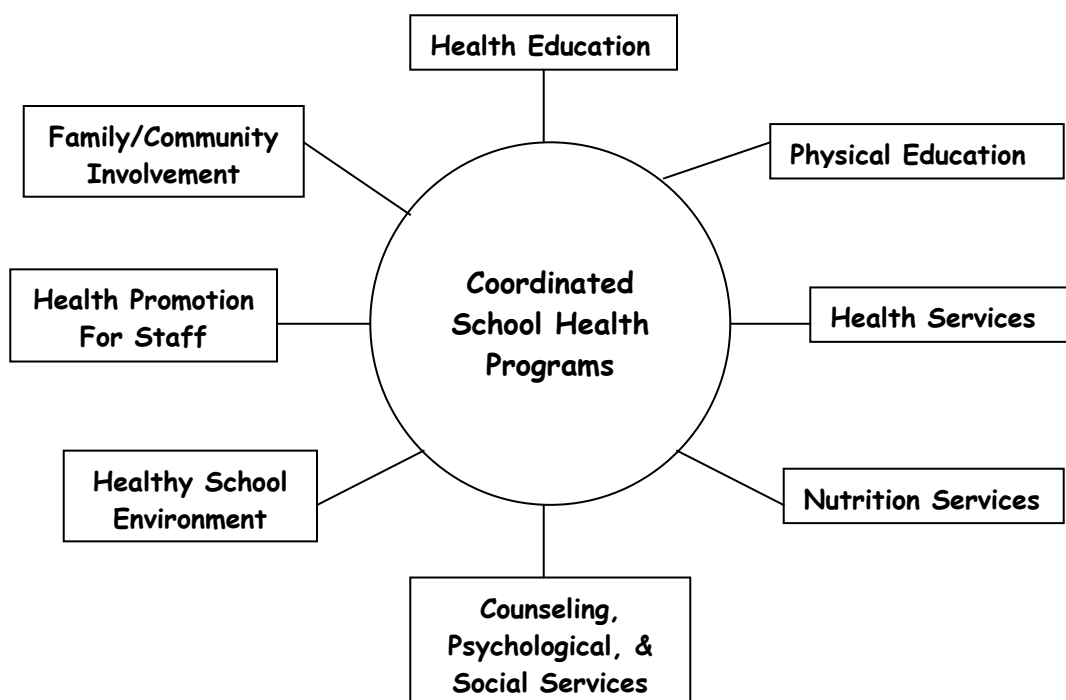 Health Education
Family/Community
Involvement
Physical Education
Health Promotion
For Staff
Coordinated
School Health
Programs
Health Services
Healthy School
Environment
Nutrition Services
Counseling,
Psychological, &
Social Services